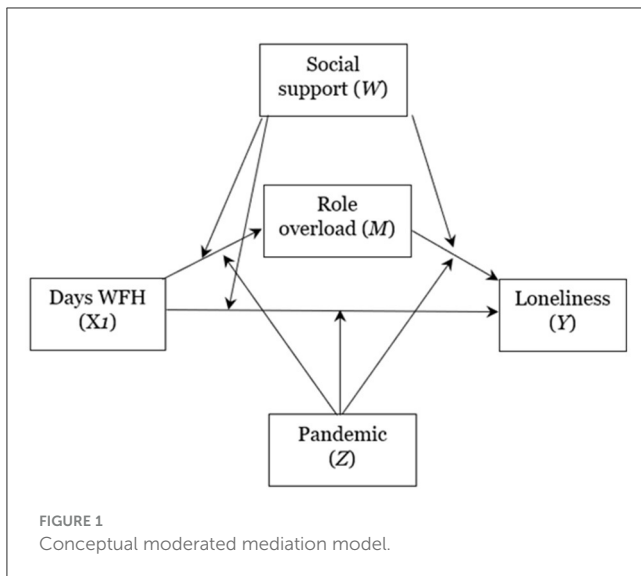 Social
support (W)
Role
overload (M)
Days WFH
(X1)
Loneliness
(Y)
Pandemic
(Z)
FIGURE 1
Conceptual moderated mediation model.